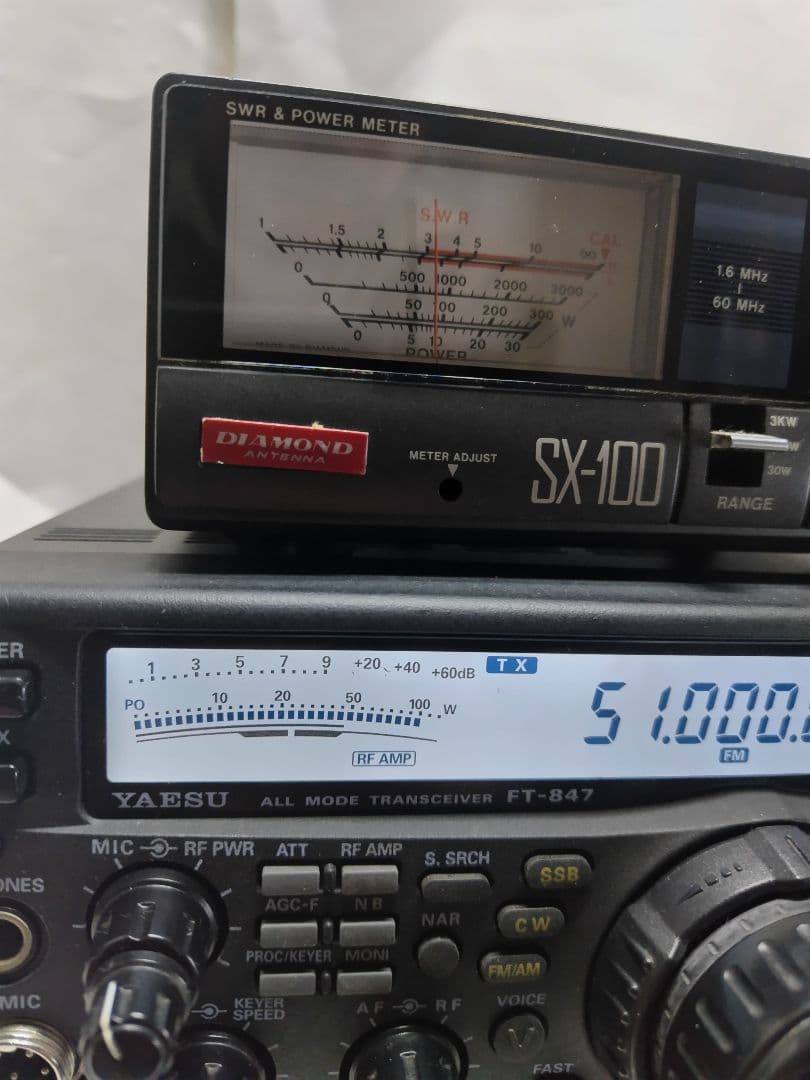 SWR & POWER METER
S.W.R
1 1.5 2 3 4 5 10 ∞ CAL
0 500 1000 2000 3000
0 50 100 200 300 W
0 5 10 20 30
POWER
1.6 MHz
60 MHz
DIAMOND
ANTENNA
METER ADJUST
SX-100
3KW
30W
RANGE
ER
X
1 3 5 7 9 +20 +40 +60dB
TX
PO 10 20 50 100 W
51.000.
FM
RF AMP
YAESU ALL MODE TRANSCEIVER FT-847
MIC RF PWR ATT RF AMP S. SRCH SSB
ONES
AGC-F NB NAR CW
PROC/KEYER MONI FM/AM
MIC
KEYER
SPEED
AF RF
VOICE
V
FAST